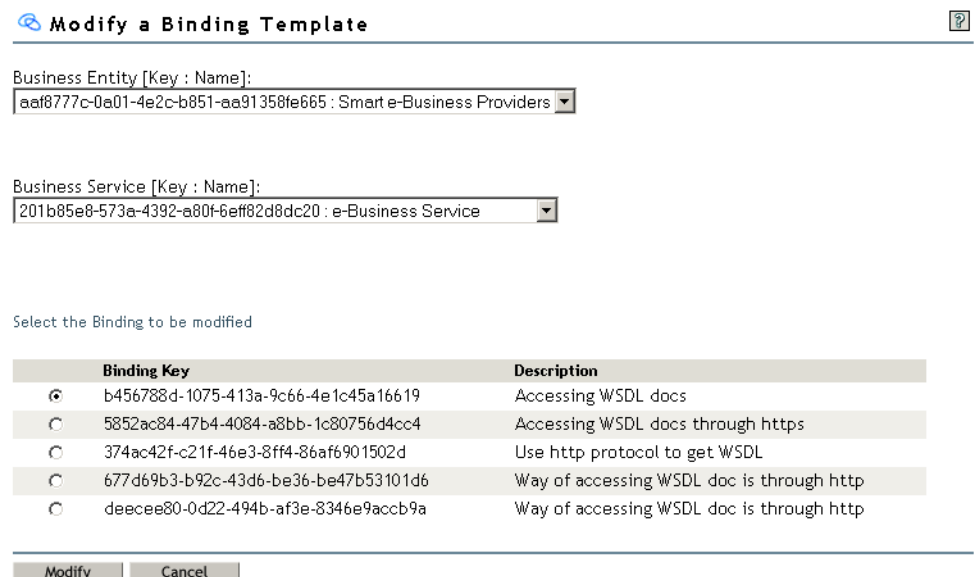 Modify a Binding Template
?
Business Entity [Key : Name]:
aaf8777c-0a01-4e2c-b851-aa91358fe665 : Smart e-Business Providers
Business Service [Key : Name]:
201b85e8-573a-4392-a80f-6eff82d8dc20 : e-Business Service
Select the Binding to be modified
Binding Key Description
b456788d-1075-413a-9c66-4e1c45a16619 Accessing WSDL docs
5852ac84-47b4-4084-a8bb-1c80756d4cc4 Accessing WSDL docs through https
374ac42f-c21f-46e3-8ff4-86af6901502d Use http protocol to get WSDL
677d69b3-b92c-43d6-be36-be47b53101d6 Way of accessing WSDL doc is through http
deecee80-0d22-494b-af3e-8346e9accb9a Way of accessing WSDL doc is through http
Modify Cancel